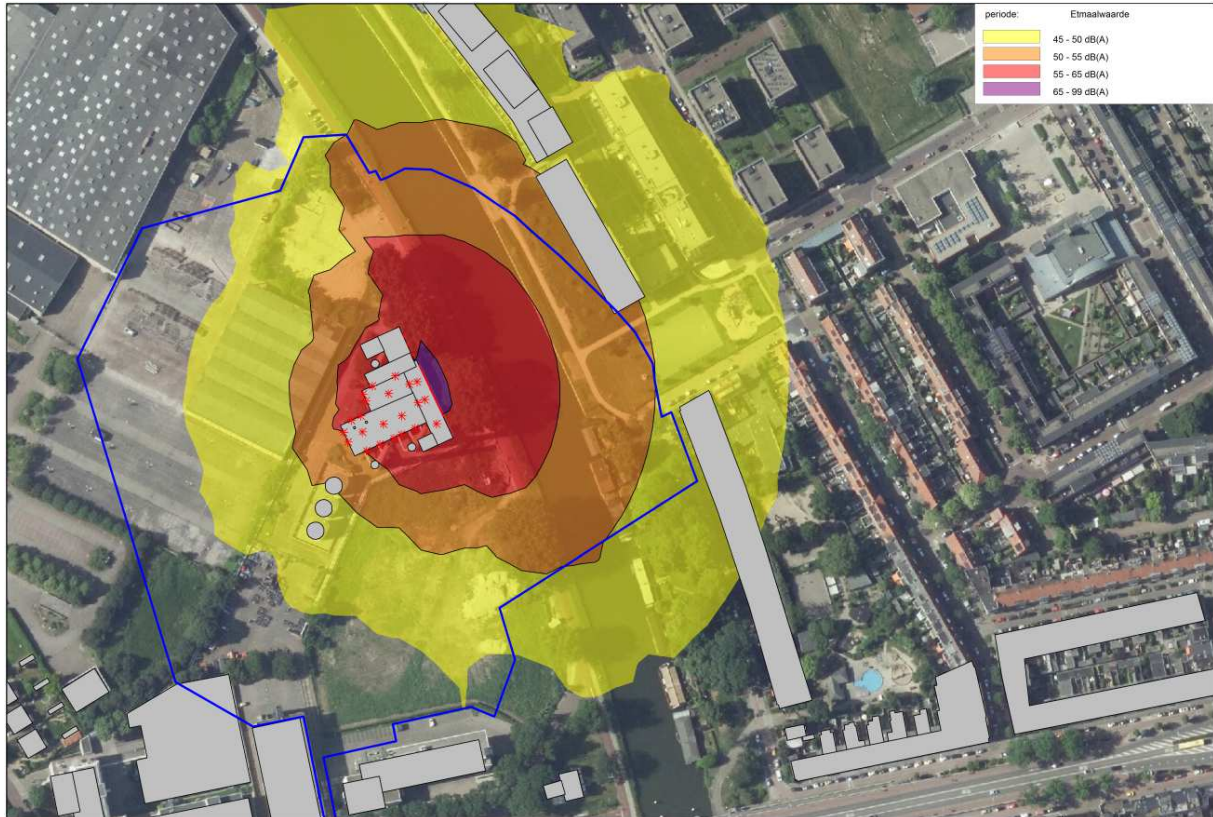 periode: Etmaalwaarde
45 - 50 dB(A)
50 - 55 dB(A)
55 - 65 dB(A)
65 - 99 dB(A)